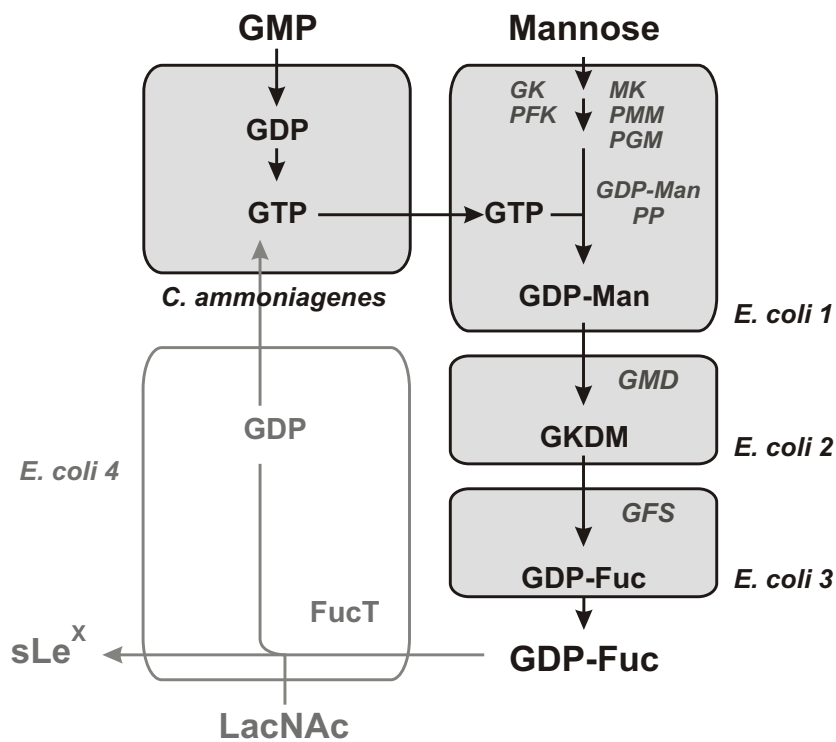 GMP
Mannose
GK
PFK
MK
PMM
PGM
GDP
GTP
GTP
GDP-Man
PP
GDP-Man
C. ammoniagenes
E. coli 1
GMD
GKDM
E. coli 2
GDP
E. coli 4
GFS
GDP-Fuc
E. coli 3
FucT
sLeX
GDP-Fuc
LacNAc